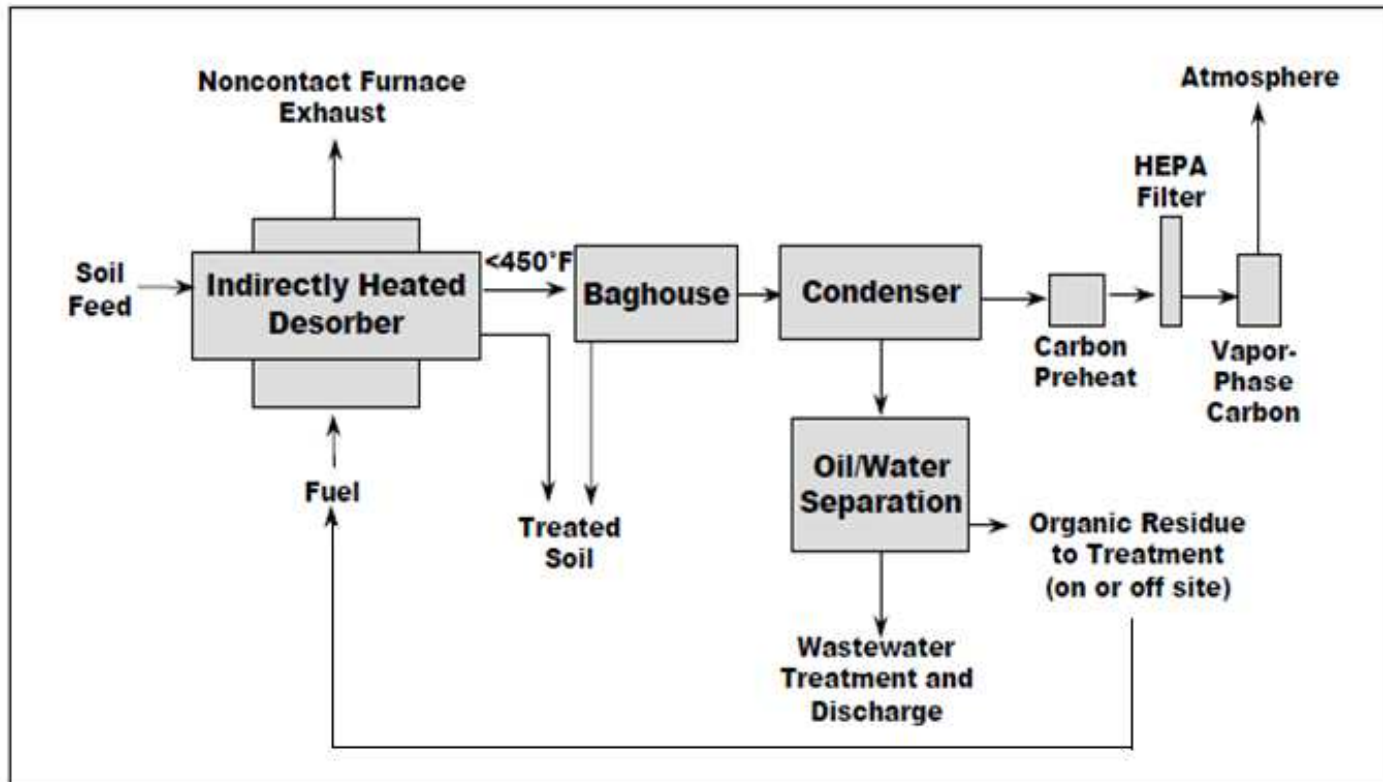 Noncontact Furnace
Exhaust
Atmosphere
HEPA
Filter
Soil
Feed
Indirectly Heated
Desorber
<450°F
Baghouse
Condenser
Carbon
Preheat
Vapor-
Phase
Carbon
Fuel
Treated
Soil
Oil/Water
Separation
Organic Residue
to Treatment
(on or off site)
Wastewater
Treatment and
Discharge